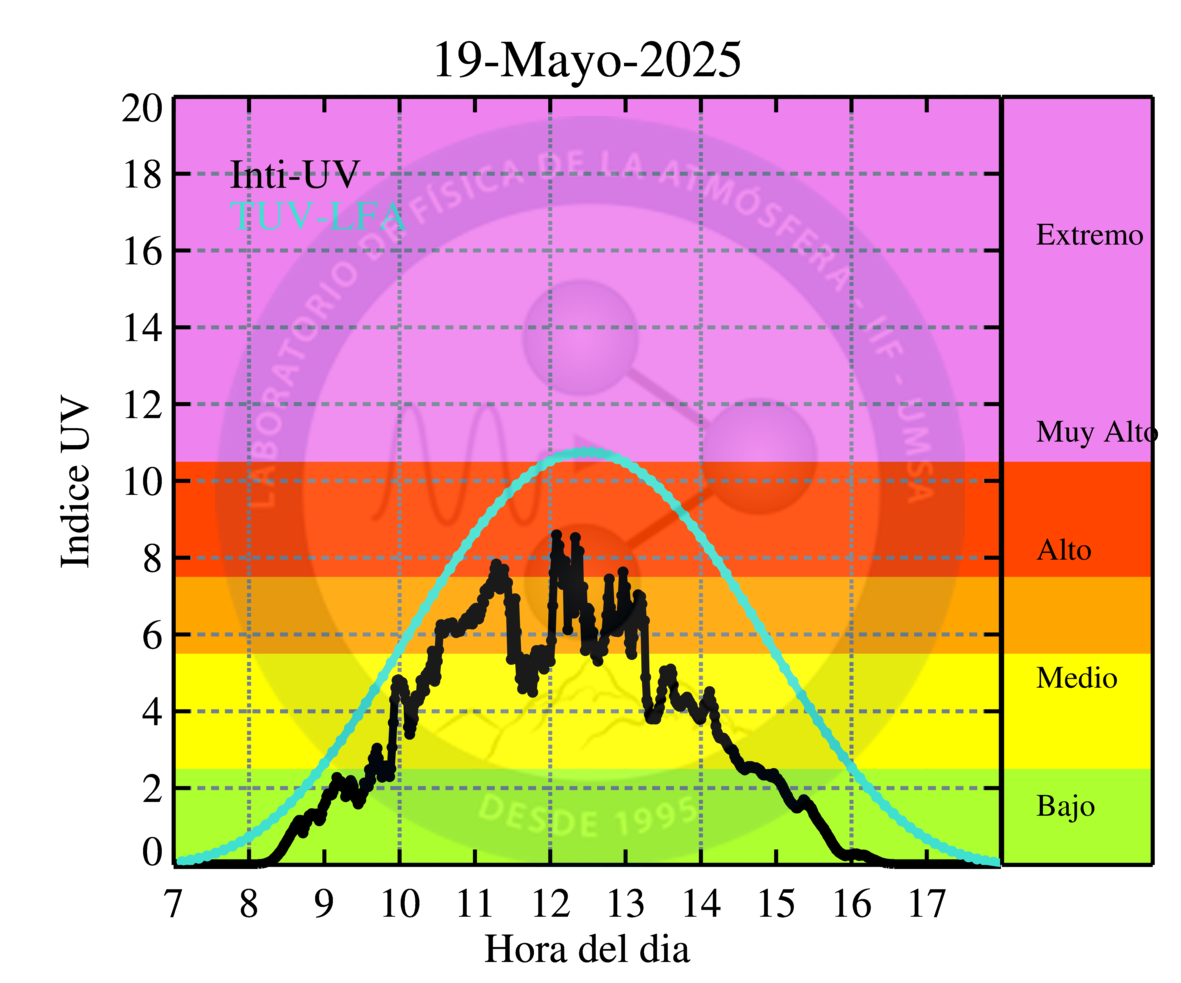 19-Mayo-2025
Indice UV
20
18
16
14
12
10
8
6
4
2
0
Inti-UV
TUV-LFA
LABORATORIO DE FÍSICA DE LA ATMÓSFERA - IIF - UMSA
DESDE 1995
Extremo
Muy Alto
Alto
Medio
Bajo
7 8 9 10 11 12 13 14 15 16 17
Hora del dia